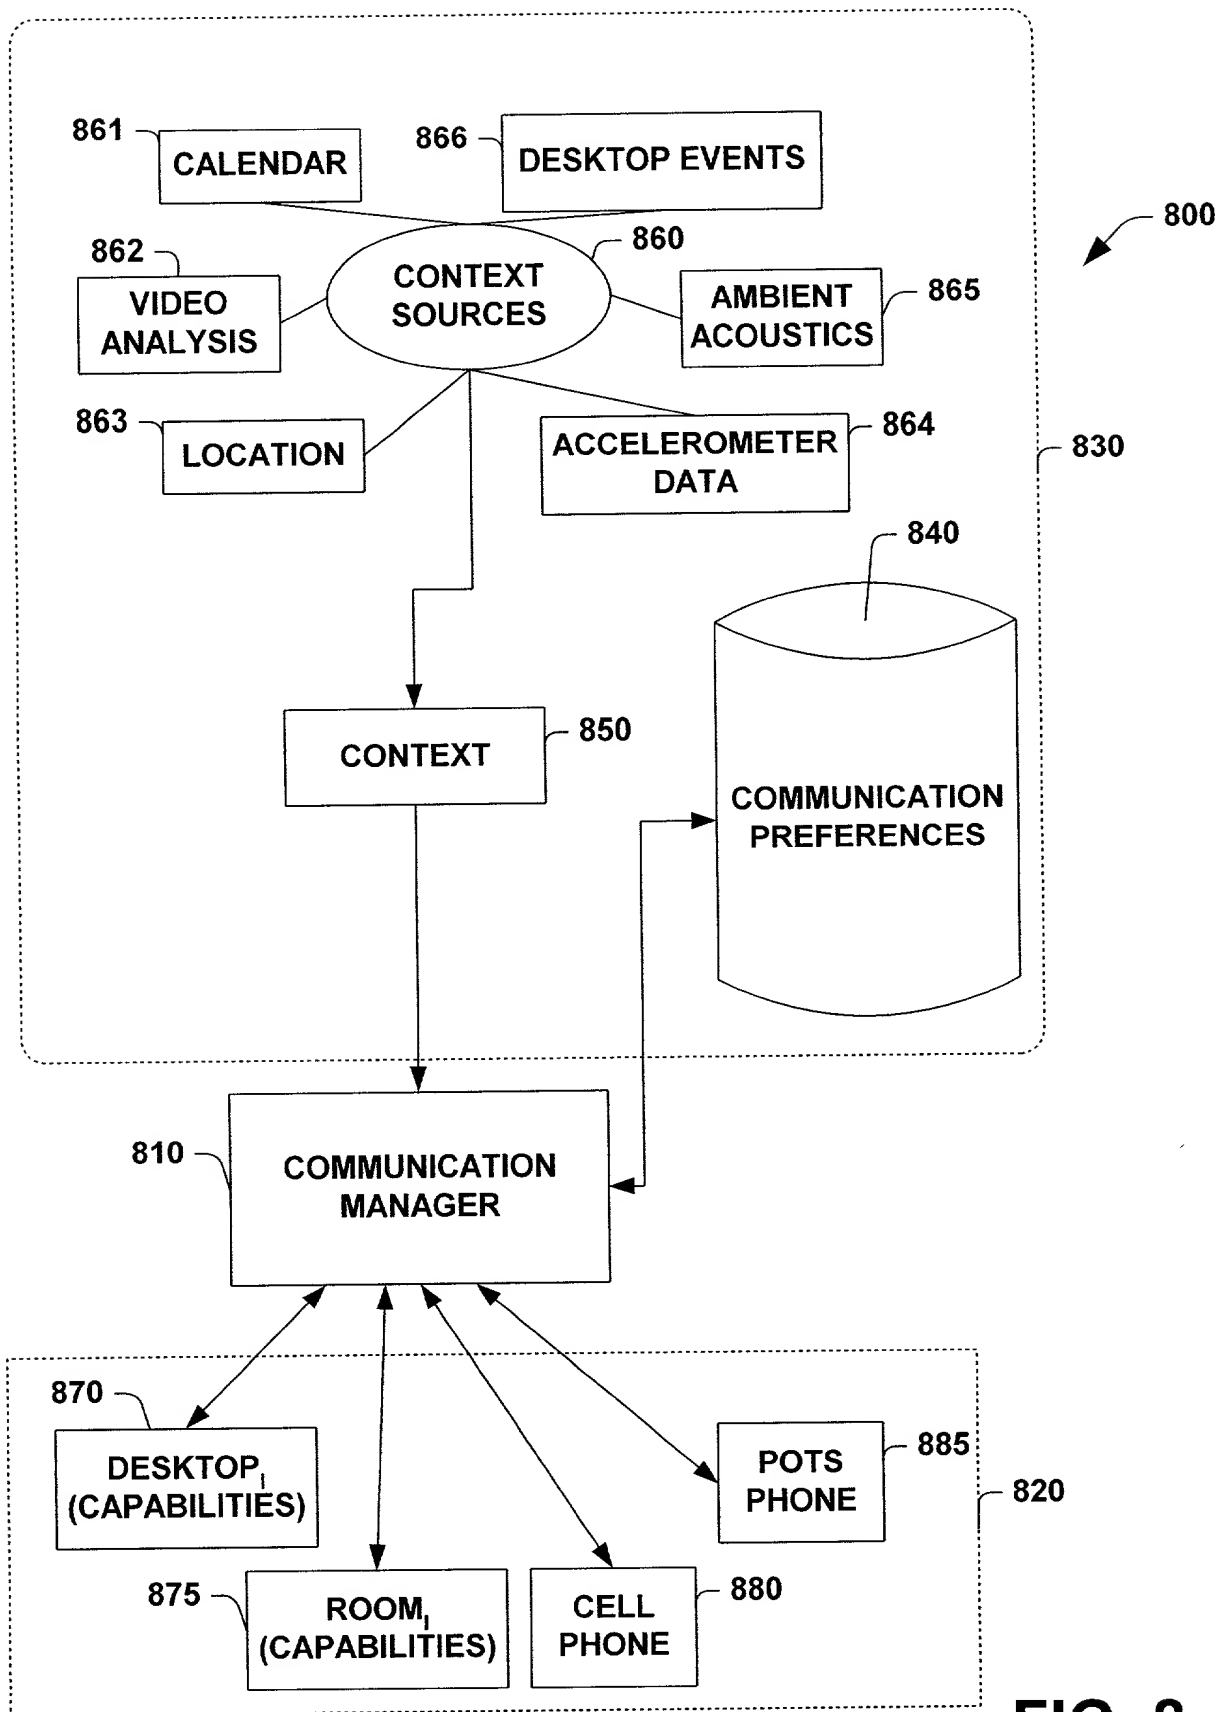 861
CALENDAR
866
DESKTOP EVENTS
800
862
VIDEO
ANALYSIS
860
CONTEXT
SOURCES
AMBIENT
ACOUSTICS
865
863
LOCATION
ACCELEROMETER
DATA
864
830
840
CONTEXT
850
COMMUNICATION
PREFERENCES
810
COMMUNICATION
MANAGER
870
DESKTOPI
(CAPABILITIES)
POTS
PHONE
885
820
875
ROOMI
(CAPABILITIES)
CELL
PHONE
880
FIG. 8